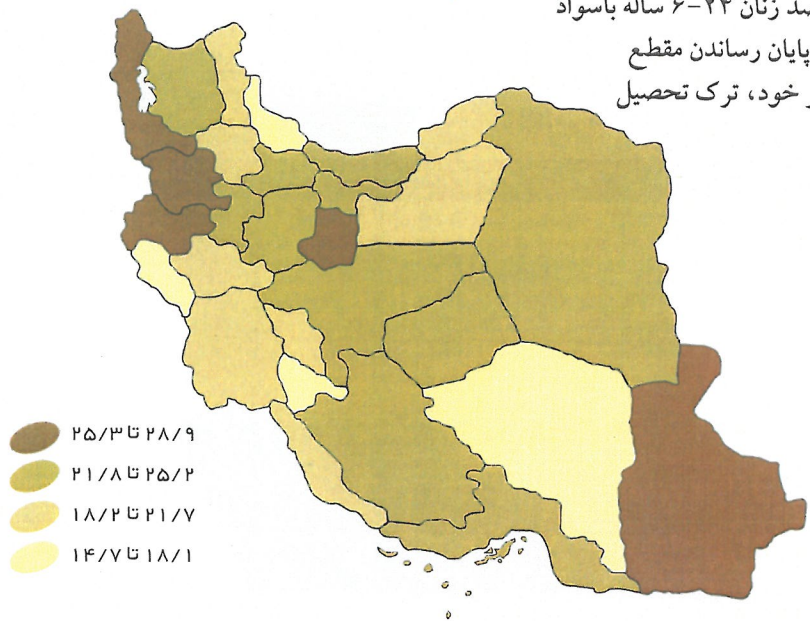 صد زنان ۲۴-۶ ساله باسواد
پایان رساندن مقطع
خود، ترک تحصیل
۲۵/۳ تا ۲۸/۹
۲۱/۸ تا ۲۵/۲
۱۸/۲ تا ۲۱/۷
۱۴/۷ تا ۱۸/۱